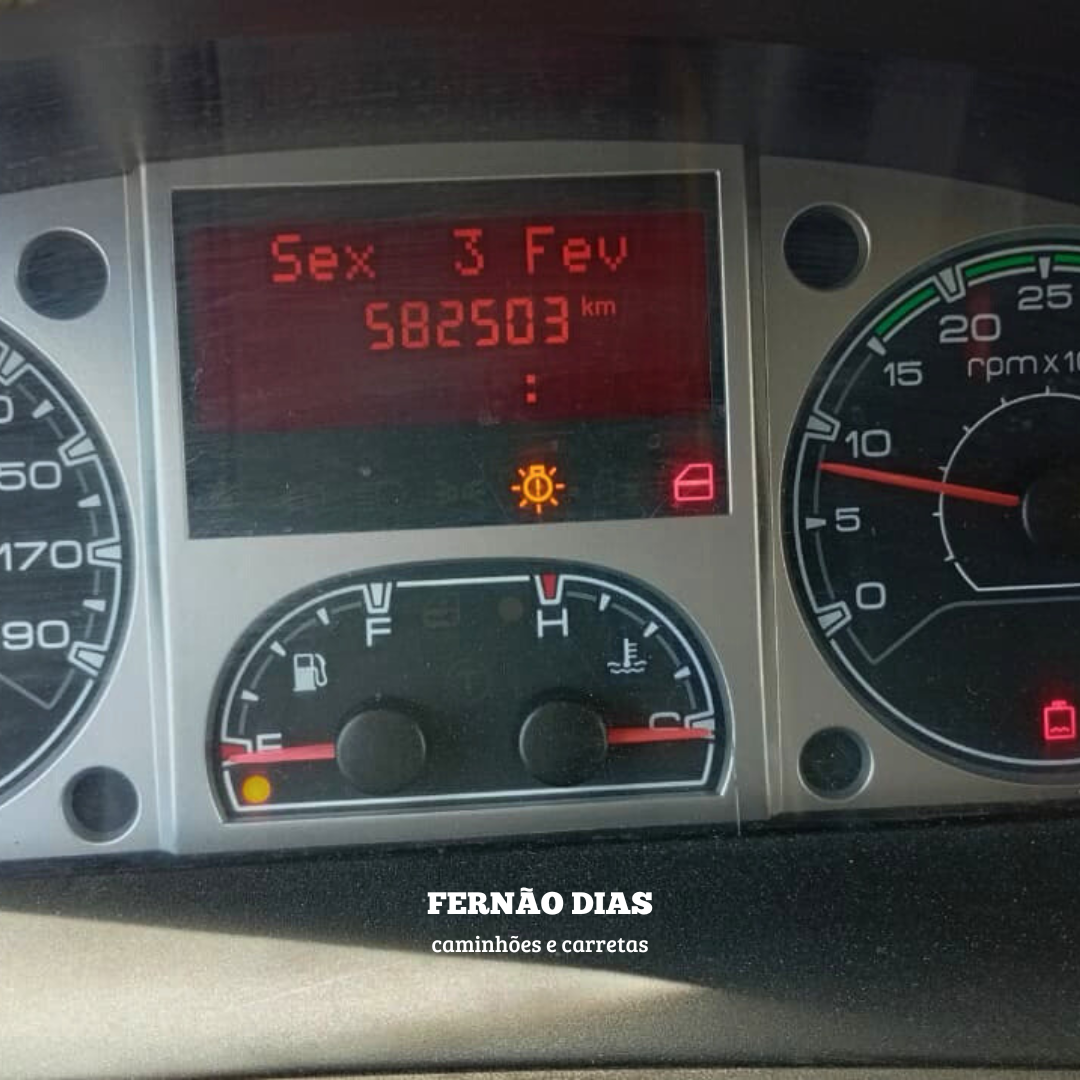 Sex 3 Fev
582503 km
:
50
170
90
F
H
E
C
25
20
15
rpm x 10
10
5
0
FERNÃO DIAS
caminhões e carretas